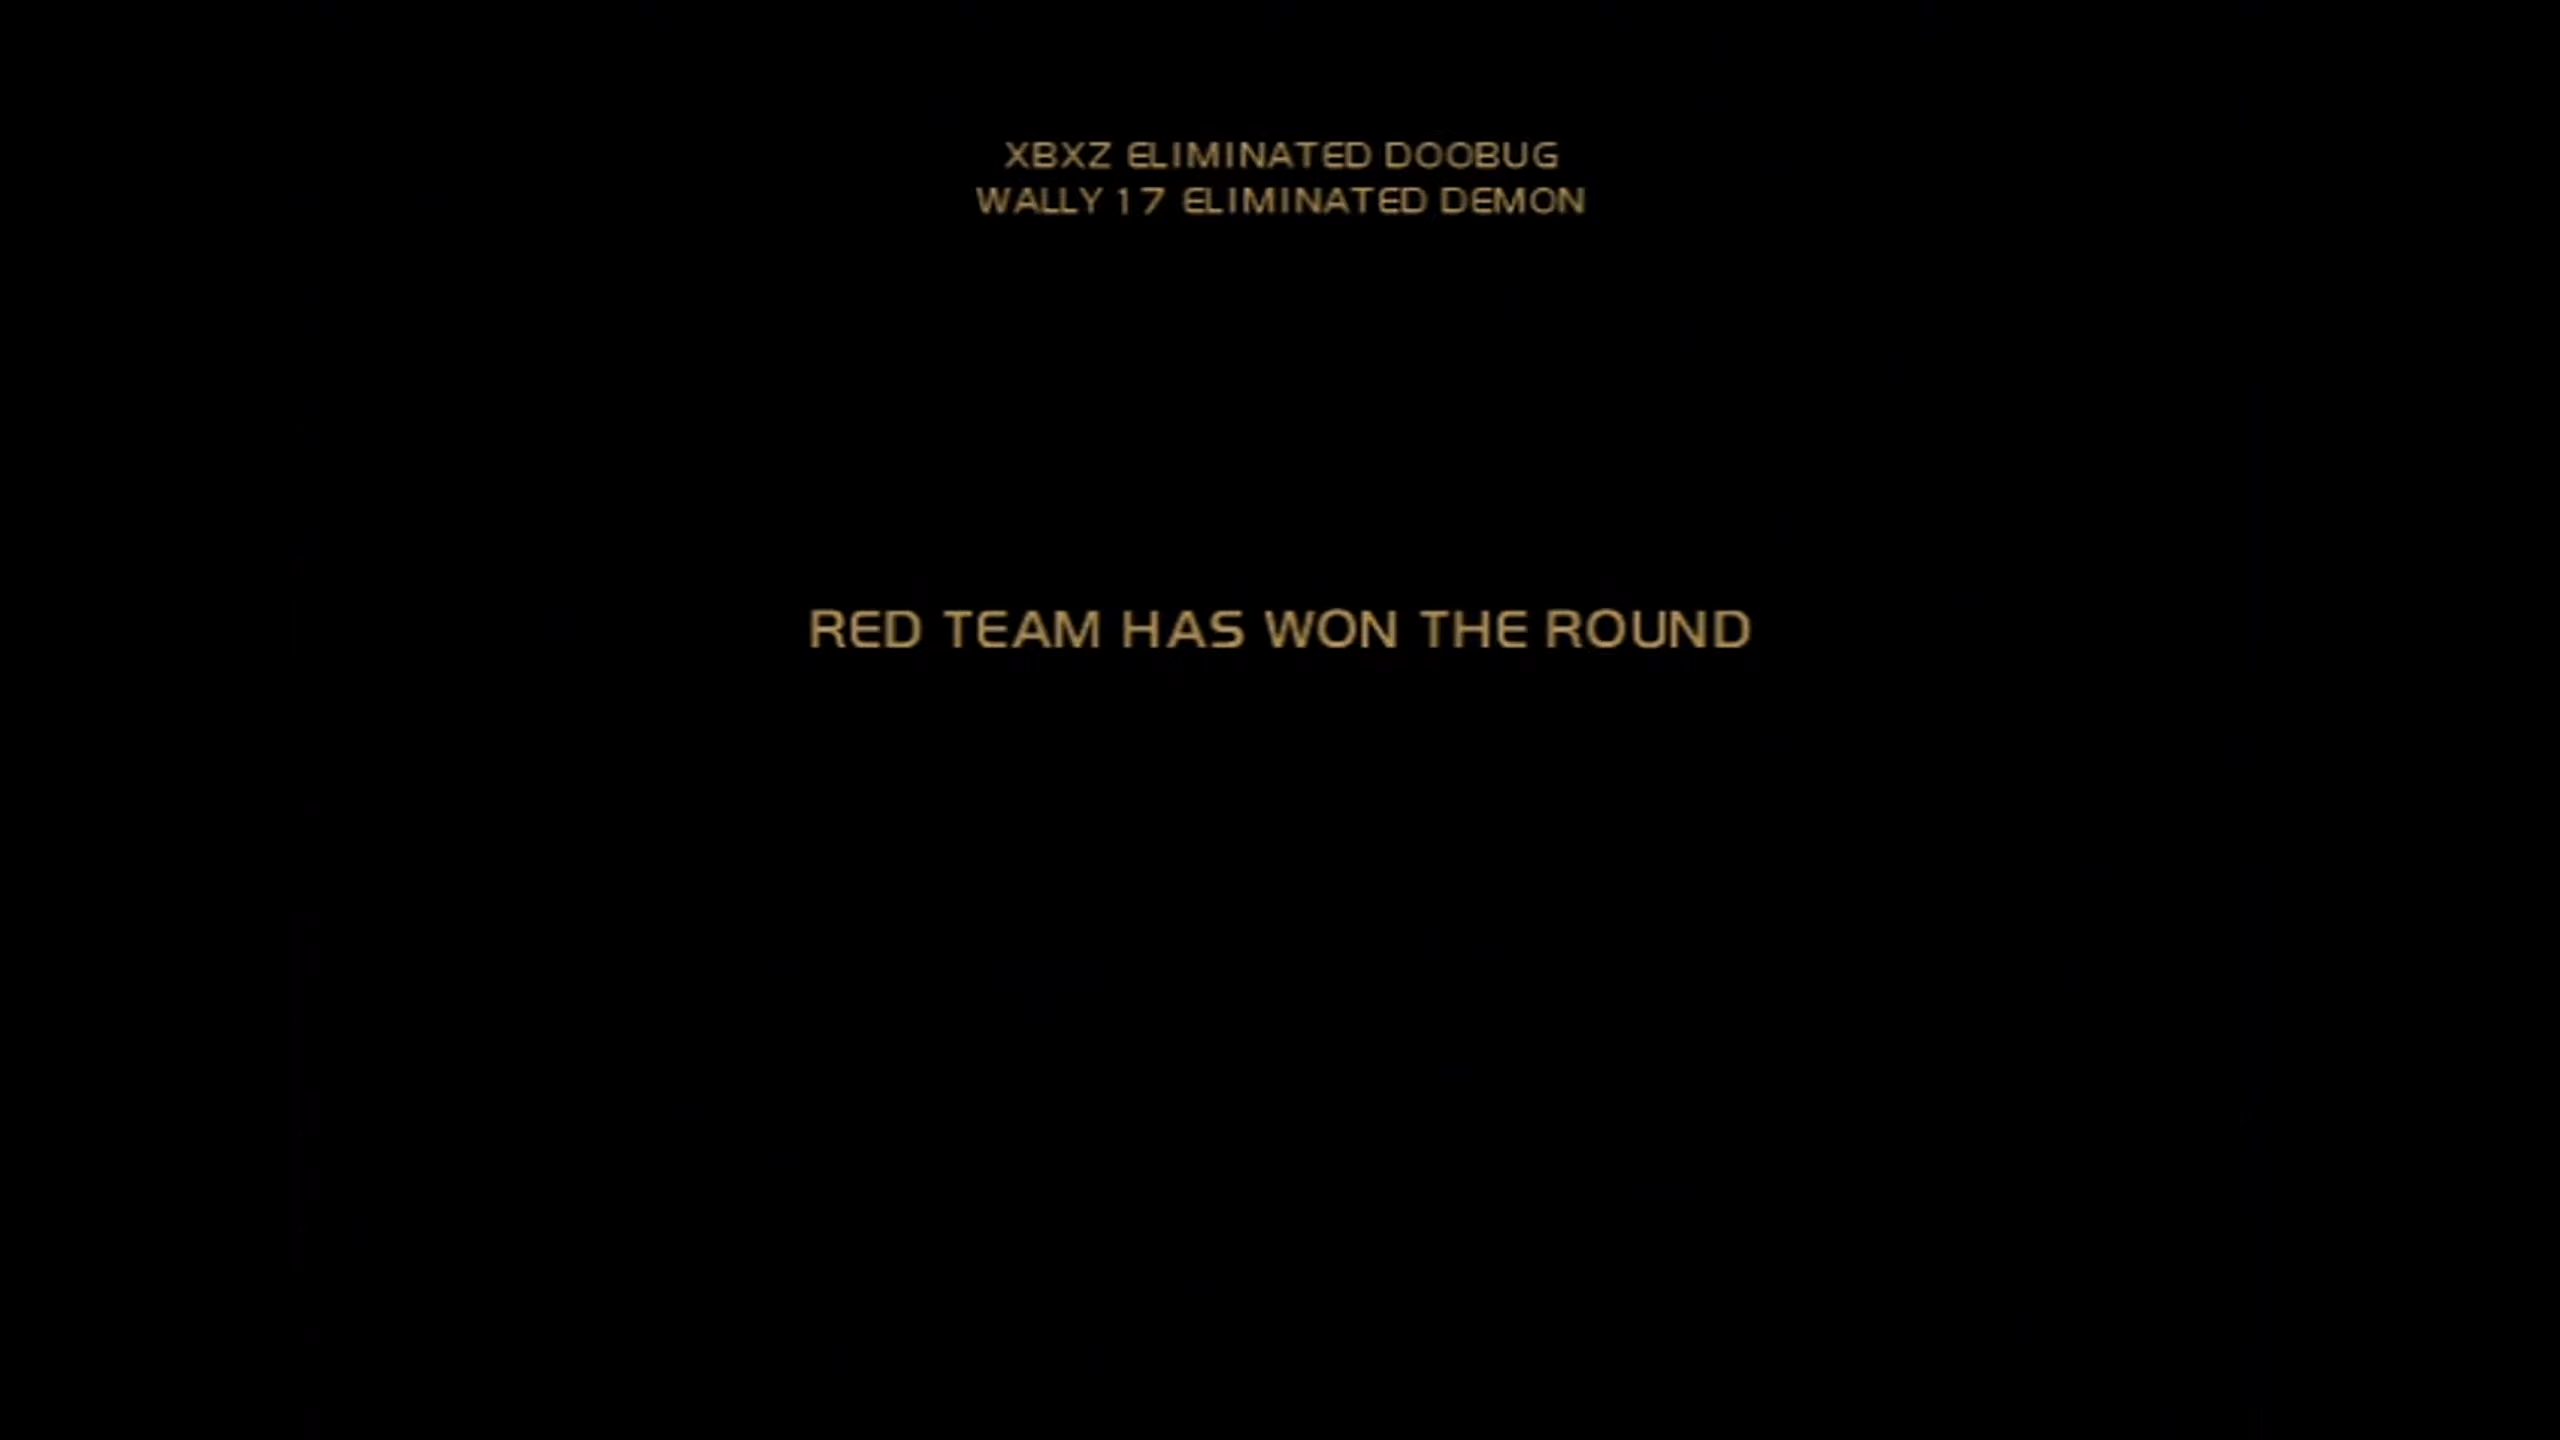 XBXZ ELIMINATED DOOBUG
WALLY 17 ELIMINATED DEMON
RED TEAM HAS WON THE ROUND